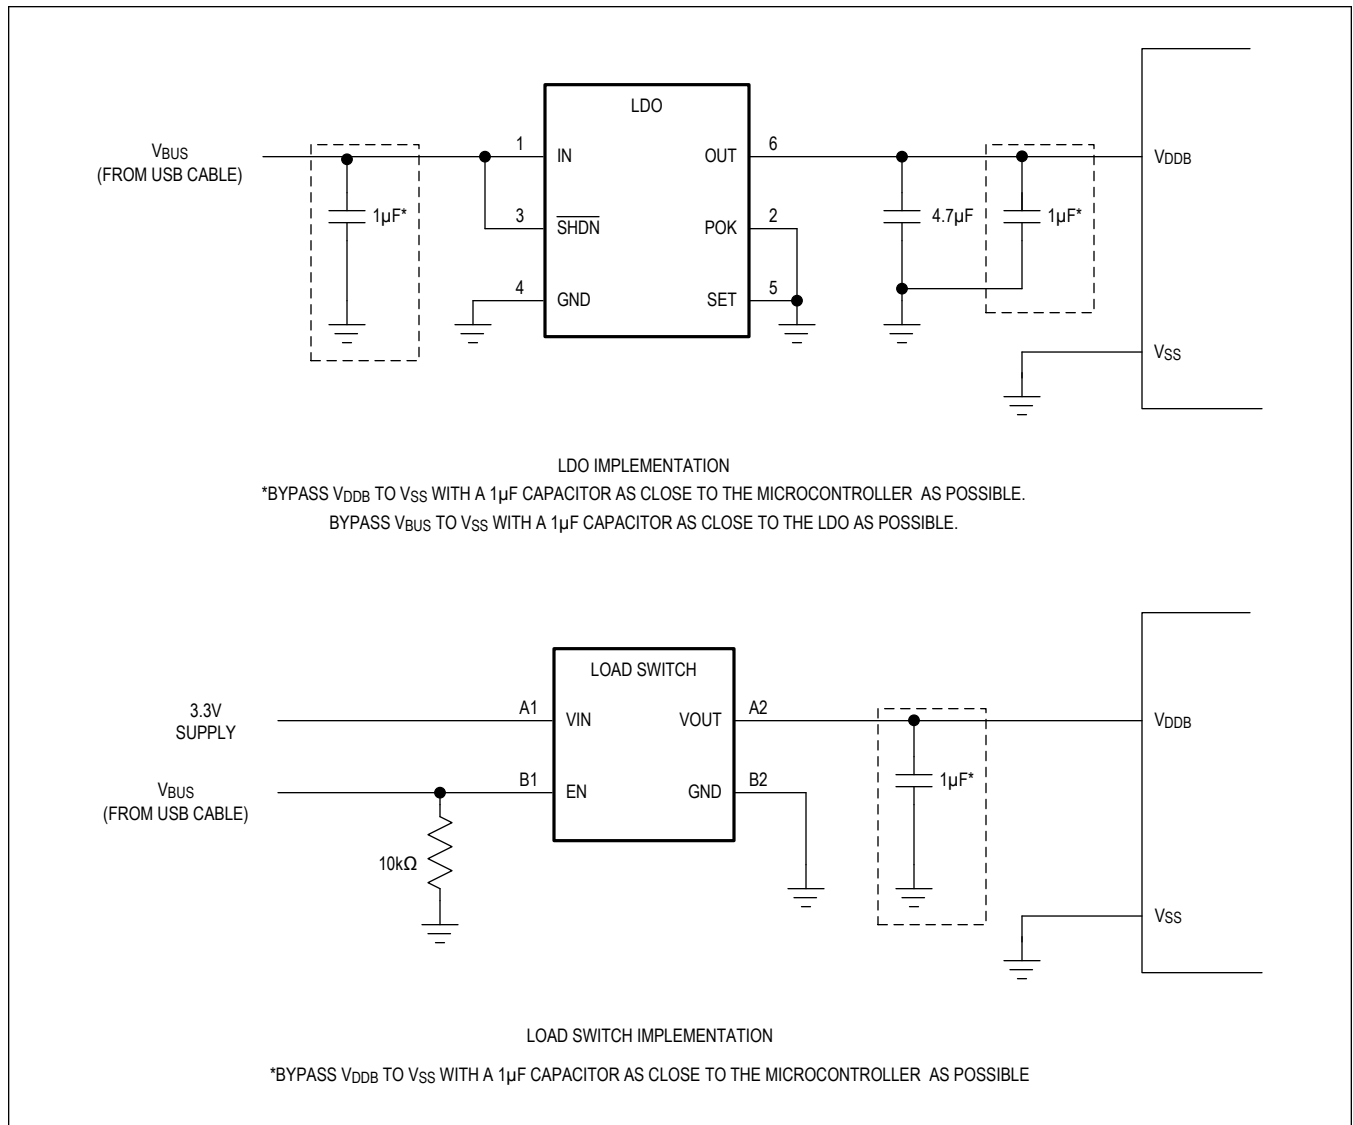 LDO
VBUS
(FROM USB CABLE)
1
IN
OUT
6
VDDB
1µF*
3
SHDN
POK
2
4.7µF
1µF*
4
GND
SET
5
VSS
LDO IMPLEMENTATION
*BYPASS VDDB TO VSS WITH A 1µF CAPACITOR AS CLOSE TO THE MICROCONTROLLER AS POSSIBLE.
BYPASS VBUS TO VSS WITH A 1µF CAPACITOR AS CLOSE TO THE LDO AS POSSIBLE.
LOAD SWITCH
3.3V
SUPPLY
A1
VIN
VOUT
A2
VDDB
VBUS
(FROM USB CABLE)
B1
EN
GND
B2
1µF*
10kΩ
VSS
LOAD SWITCH IMPLEMENTATION
*BYPASS VDDB TO VSS WITH A 1µF CAPACITOR AS CLOSE TO THE MICROCONTROLLER AS POSSIBLE